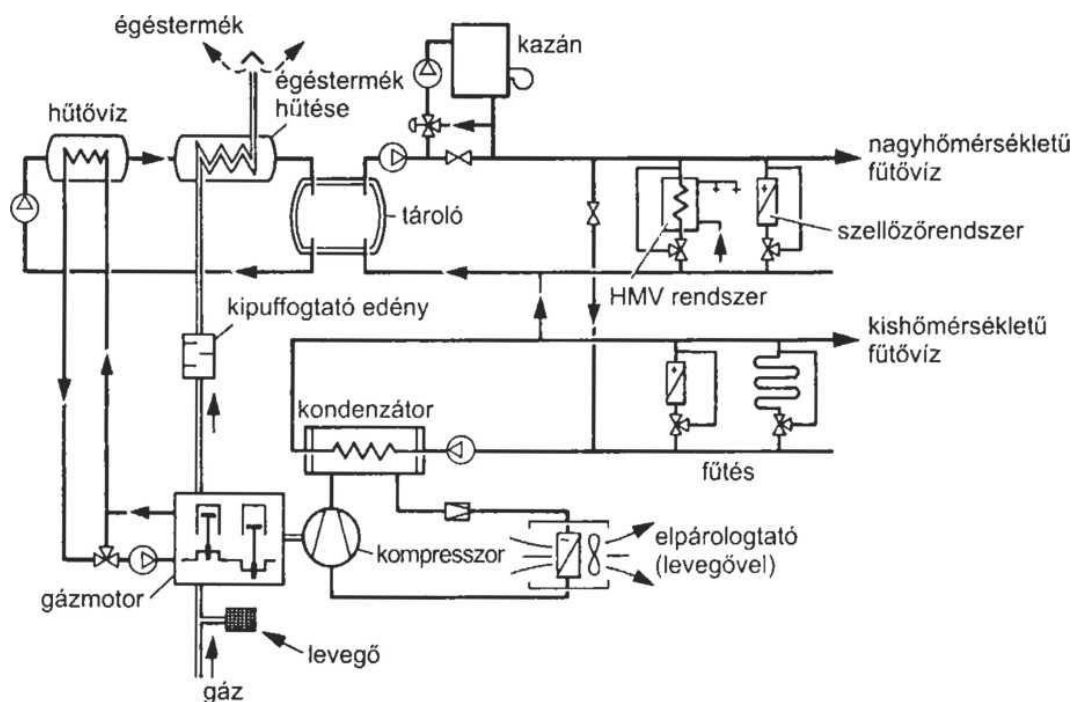 égéstermék
kazán
égéstermék
hűtése
hűtővíz
nagyhőmérsékletű
fűtővíz
tároló
szellőzőrendszer
HMV rendszer
kipuffogtató edény
kishőmérsékletű
fűtővíz
kondenzátor
fűtés
kompresszor
elpárologtató
(levegővel)
gázmotor
levegő
gáz